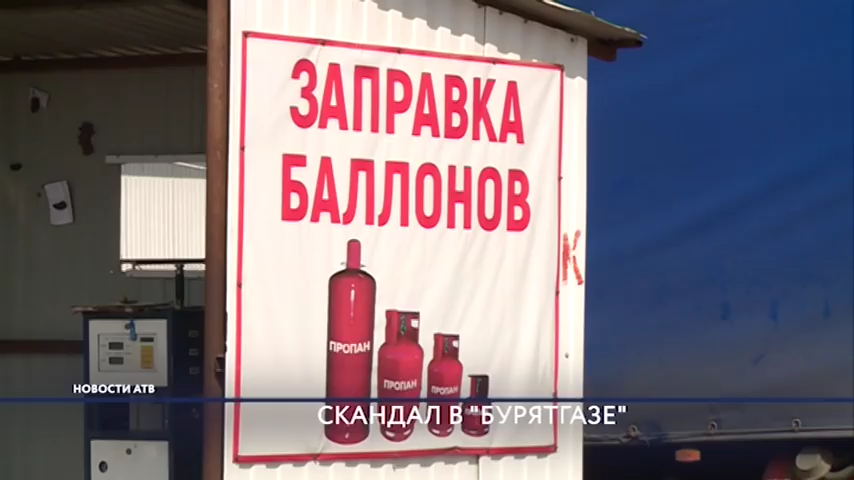 ЗАПРАВКА
БАЛЛОНОВ
К
ПРОПАН
ПРОПАН
ПРОПАН
НОВОСТИ АТВ
СКАНДАЛ В "БУРЯТГАЗЕ"